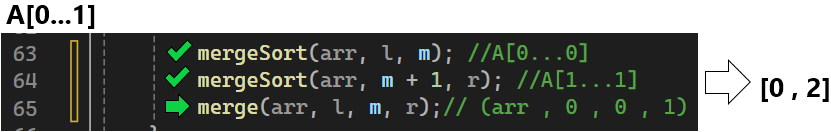 A[0...1]
63 mergeSort(arr, l, m); //A[0...0]
64 mergeSort(arr, m + 1, r); //A[1...1]
65 merge(arr, l, m, r);// (arr , 0 , 0 , 1)
[0 , 2]